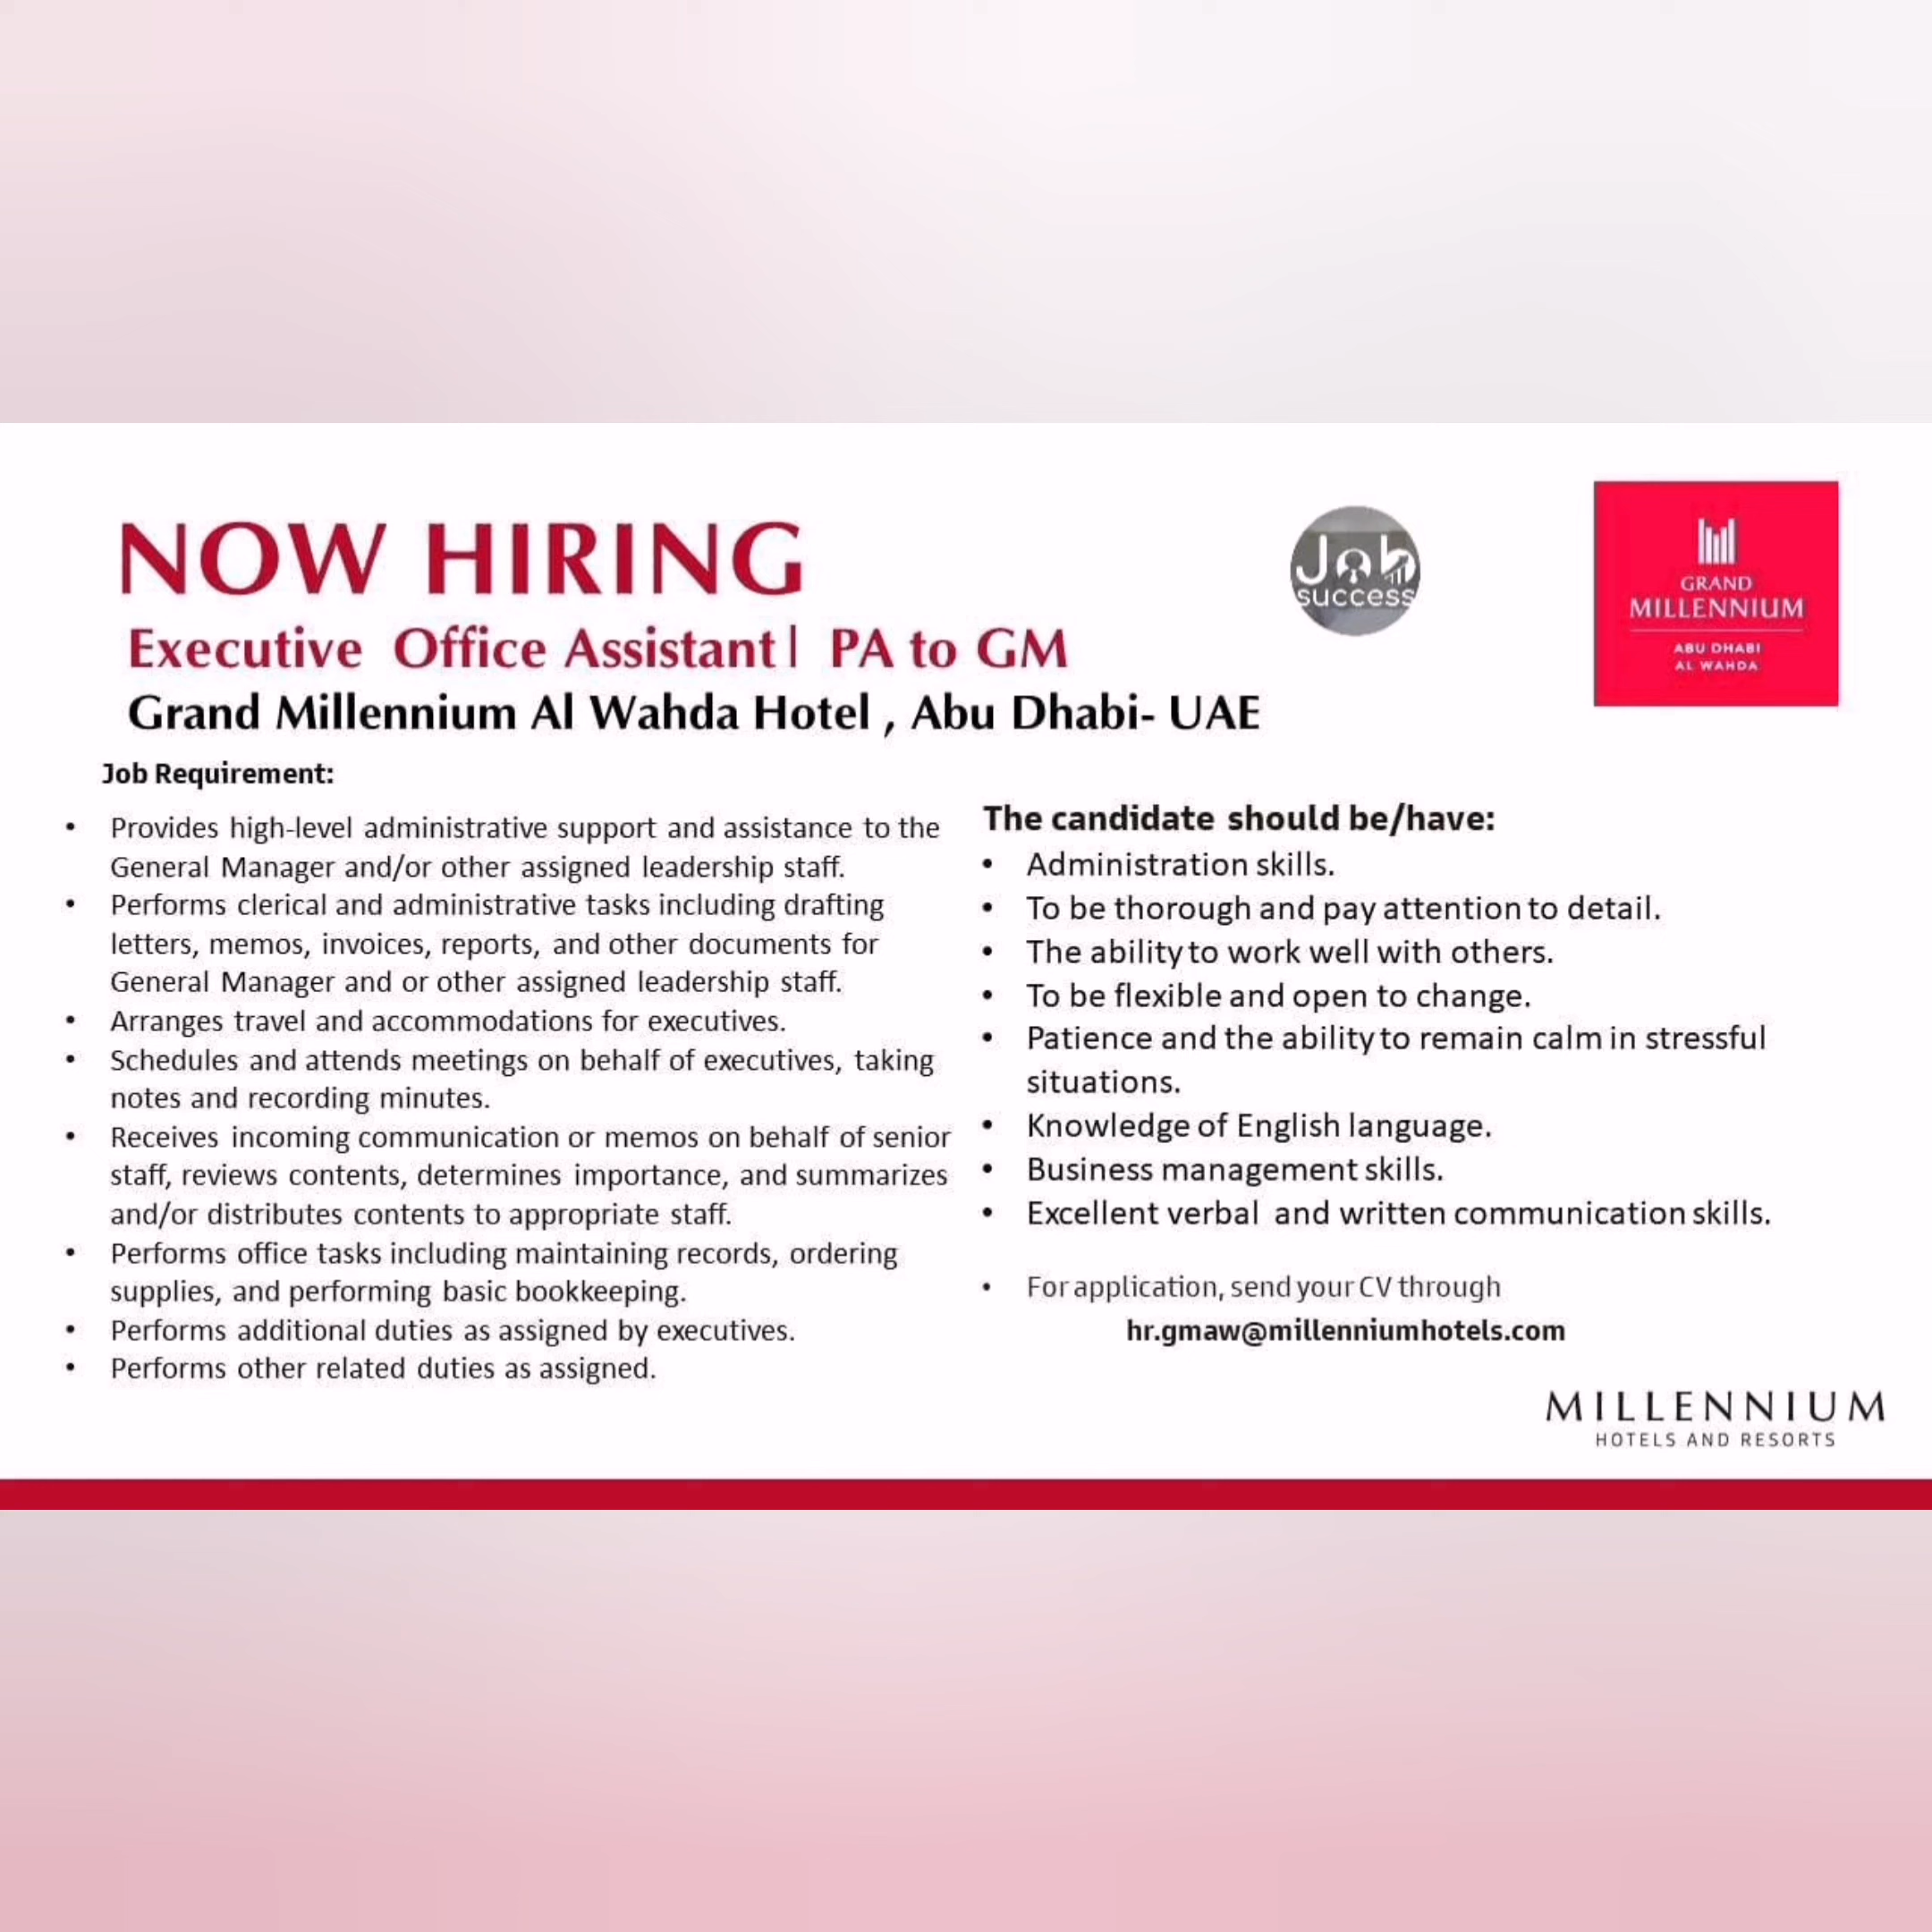 NOW HIRING
Executive Office Assistant| PA to GM
Grand Millennium Al Wahda Hotel , Abu Dhabi- UAE
Job success
GRAND
MILLENNIUM
ABU DHABI
AL WAHDA
Job Requirement:
• Provides high-level administrative support and assistance to the
General Manager and/or other assigned leadership staff.
• Performs clerical and administrative tasks including drafting
letters, memos, invoices, reports, and other documents for
General Manager and or other assigned leadership staff.
• Arranges travel and accommodations for executives.
• Schedules and attends meetings on behalf of executives, taking
notes and recording minutes.
• Receives incoming communication or memos on behalf of senior
staff, reviews contents, determines importance, and summarizes
and/or distributes contents to appropriate staff.
• Performs office tasks including maintaining records, ordering
supplies, and performing basic bookkeeping.
• Performs additional duties as assigned by executives.
• Performs other related duties as assigned.
The candidate should be/have:
• Administration skills.
• To be thorough and pay attention to detail.
• The ability to work well with others.
• To be flexible and open to change.
• Patience and the ability to remain calm in stressful
situations.
• Knowledge of English language.
• Business management skills.
• Excellent verbal and written communication skills.
• For application, send your CV through
hr.gmaw@millenniumhotels.com
MILLENNIUM
HOTELS AND RESORTS